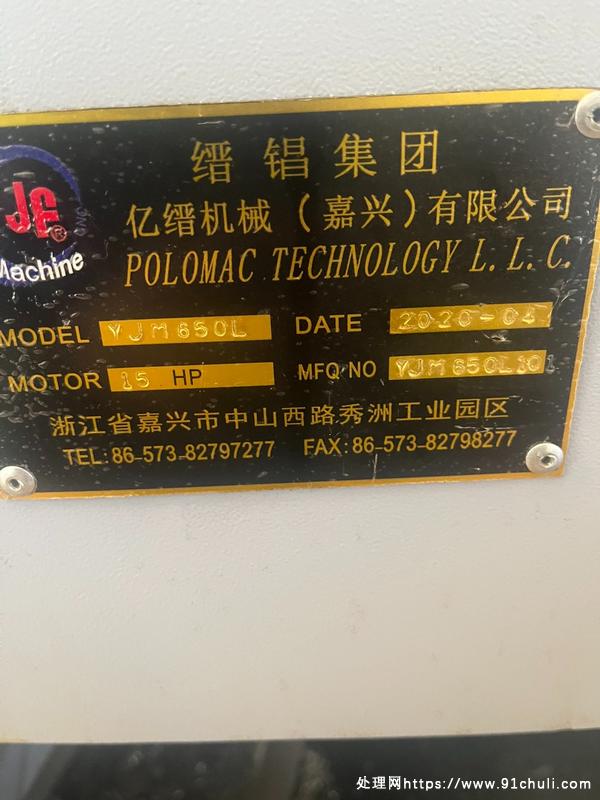 缙锠集团
JE®
Machine
亿缙机械（嘉兴）有限公司
POLOMAC TECHNOLOGY L.L.C.
MODEL YJM650L DATE 2020-04
MOTOR 15 HP MFQ NO YJM650L101
浙江省嘉兴市中山西路秀洲工业园区
TEL:86-573-82797277 FAX:86-573-82798277
处理网https://www.91chuli.com